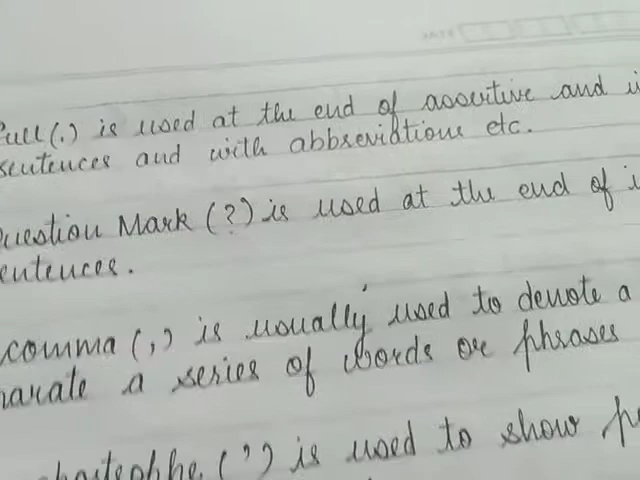 Full (.) is used at the end of assertive and
sentences and with abbreviations etc.
Question Mark (?) is used at the end of
sentences.
comma (,) is usually used to denote a
a series of words or phrases
(') is used to show